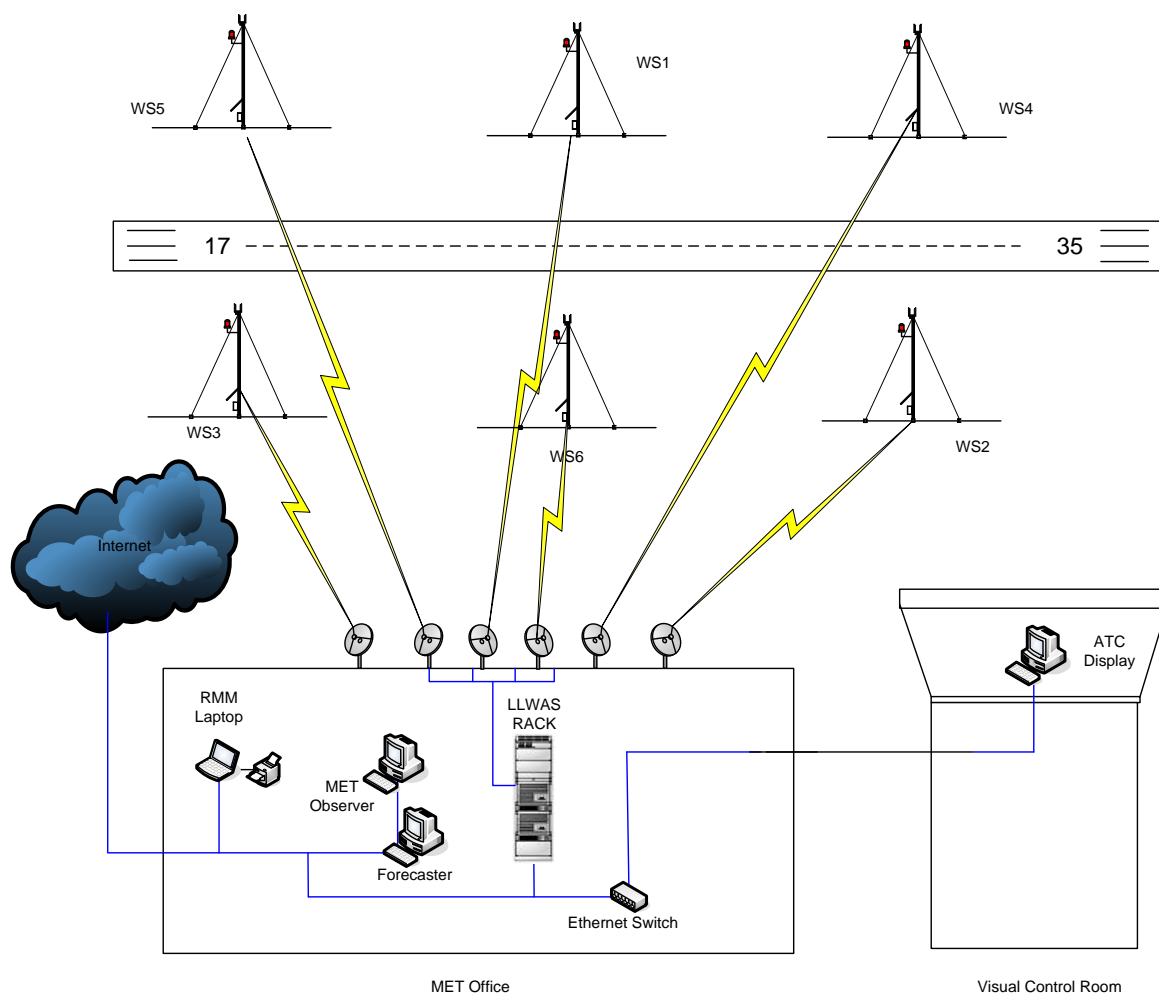 WS5
WS1
WS4
17
35
WS3
WS6
WS2
Internet
ATC
Display
RMM
Laptop
LLWAS
RACK
MET
Observer
Forecaster
Ethernet Switch
MET Office
Visual Control Room